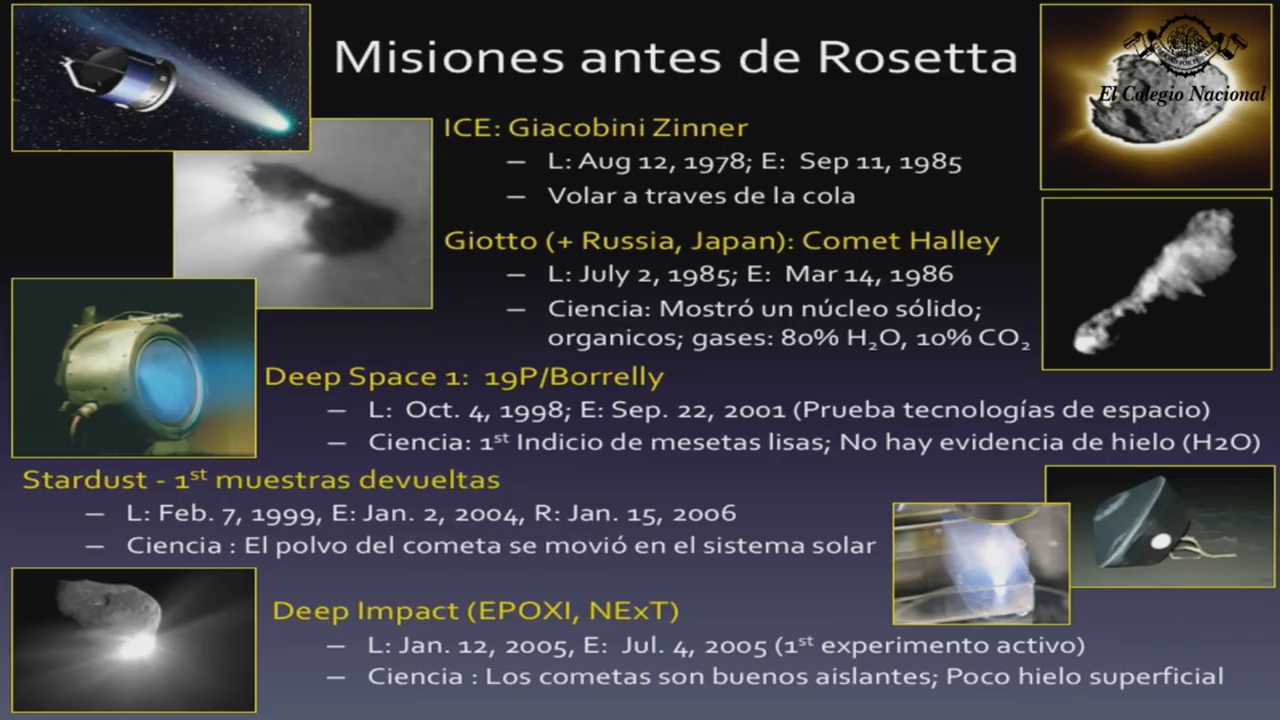 Misiones antes de Rosetta
El Colegio Nacional
ICE: Giacobini Zinner
– L: Aug 12, 1978; E: Sep 11, 1985
– Volar a traves de la cola
Giotto (+ Russia, Japan): Comet Halley
– L: July 2, 1985; E: Mar 14, 1986
– Ciencia: Mostró un núcleo sólido;
organicos; gases: 80% H₂O, 10% CO₂
Deep Space 1: 19P/Borrelly
– L: Oct. 4, 1998; E: Sep. 22, 2001 (Prueba tecnologías de espacio)
– Ciencia: 1ˢᵗ Indicio de mesetas lisas; No hay evidencia de hielo (H2O)
Stardust - 1ˢᵗ muestras devueltas
– L: Feb. 7, 1999, E: Jan. 2, 2004, R: Jan. 15, 2006
– Ciencia : El polvo del cometa se movió en el sistema solar
Deep Impact (EPOXI, NExT)
– L: Jan. 12, 2005, E: Jul. 4, 2005 (1ˢᵗ experimento activo)
– Ciencia : Los cometas son buenos aislantes; Poco hielo superficial